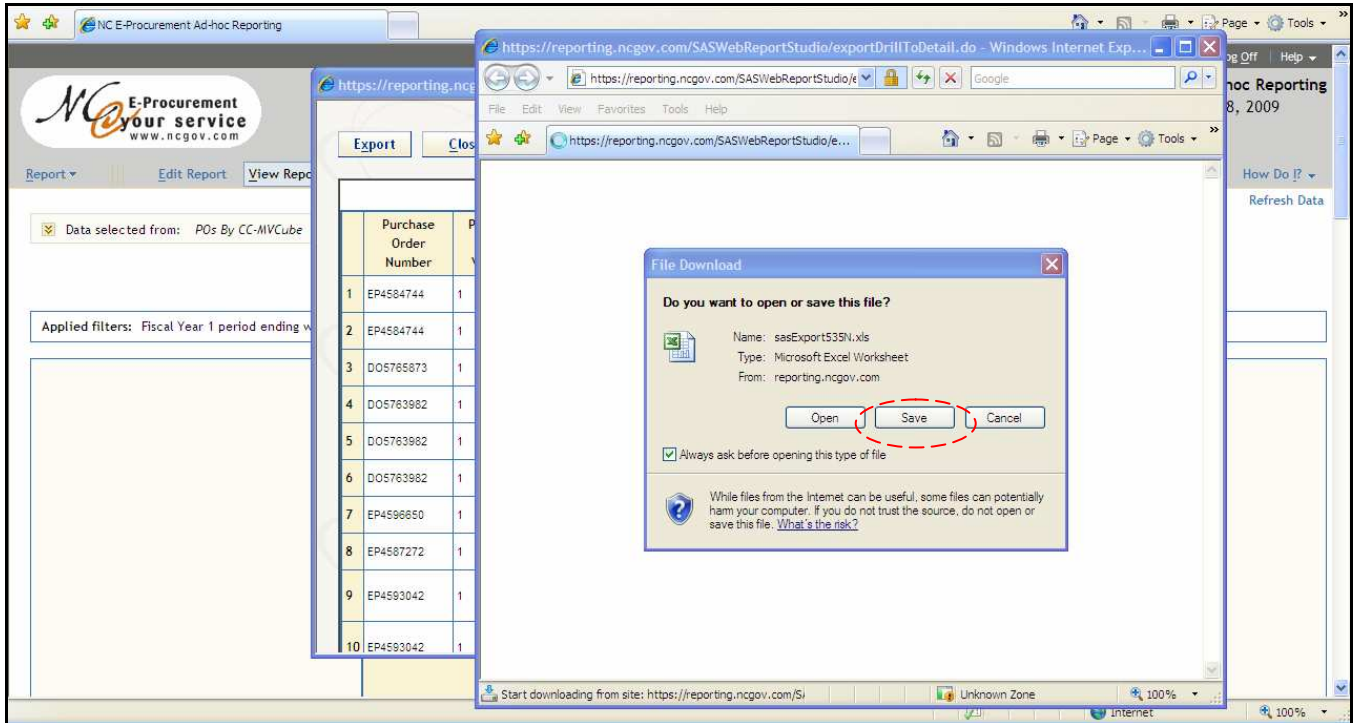 NC E-Procurement Ad-hoc Reporting
Page
Tools
Help
E-Procurement
@your service
www.ncgov.com
hoc Reporting
8, 2009
Report
Edit Report
View Repo
How Do I?
Refresh Data
Data selected from: POs By CC-MVCube
Applied filters: Fiscal Year 1 period ending w
https://reporting.ncg
Export
Clos
Purchase
Order
Number
1 EP4584744 1
2 EP4584744 1
3 DO5765873 1
4 DO5763982 1
5 DO5763982 1
6 DO5763982 1
7 EP4596650 1
8 EP4587272 1
9 EP4593042 1
10 EP4593042 1
https://reporting.ncgov.com/SASWebReportStudio/exportDrillToDetail.do - Windows Internet Exp...
https://reporting.ncgov.com/SASWebReportStudio/e
Google
File Edit View Favorites Tools Help
https://reporting.ncgov.com/SASWebReportStudio/e...
Page
Tools
File Download
Do you want to open or save this file?
Name: sasExport535N.xls
Type: Microsoft Excel Worksheet
From: reporting.ncgov.com
Open Save Cancel
Always ask before opening this type of file
While files from the Internet can be useful, some files can potentially
harm your computer. If you do not trust the source, do not open or
save this file. What's the risk?
Start downloading from site: https://reporting.ncgov.com/S
Unknown Zone
100%
Internet
100%